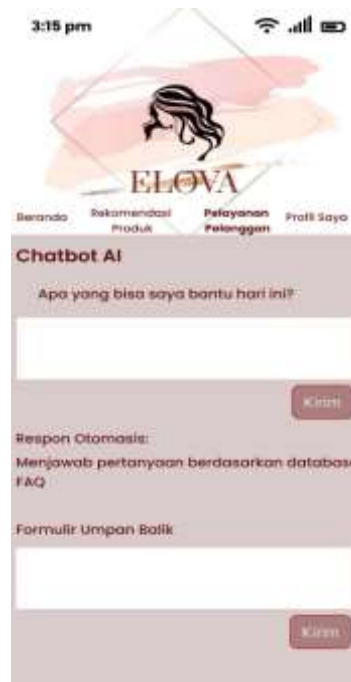 3:15 pm
ELOVA
Beranda
Rekomendasi
Produk
Pelayanan
Pelanggan
Profil Saya
Chatbot AI
Apa yang bisa saya bantu hari ini?
Kirim
Respon Otomasis:
Menjawab pertanyaan berdasarkan database
FAQ
Formulir Umpan Balik
Kirim